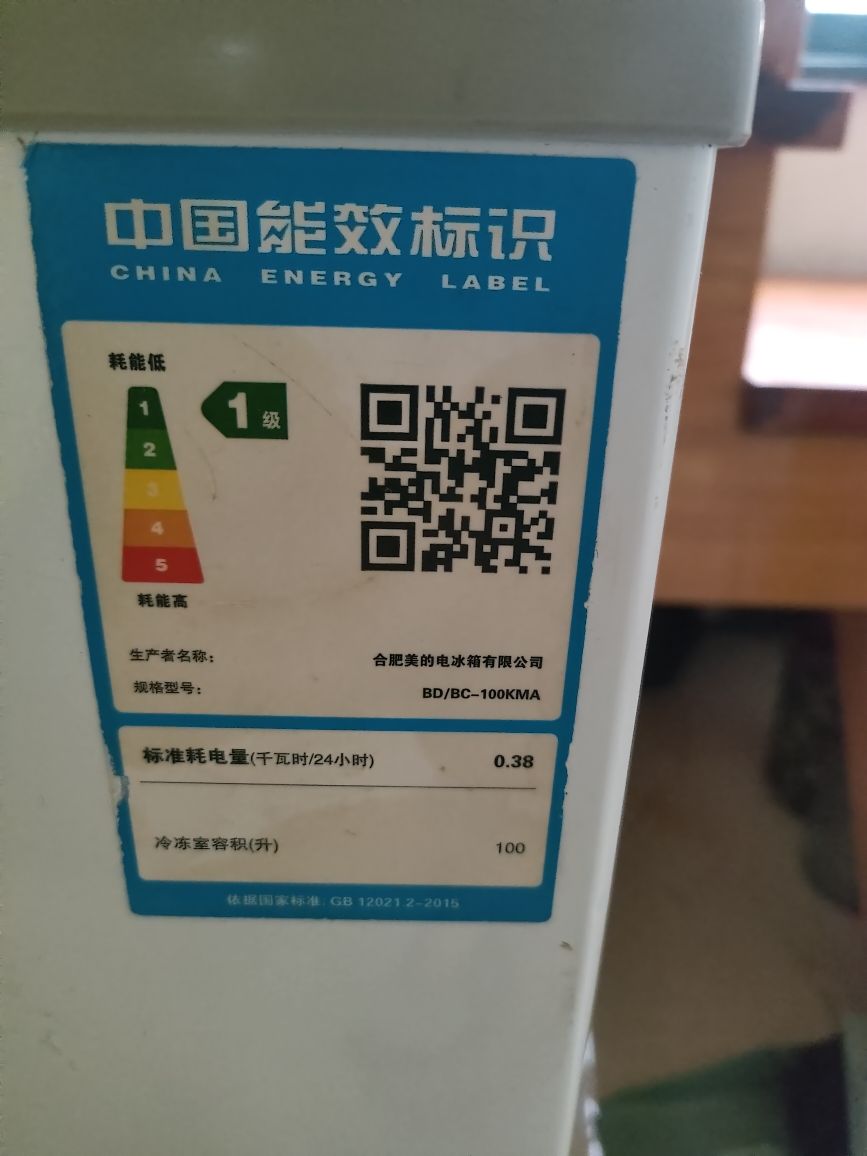 中国能效标识
CHINA ENERGY LABEL
耗能低
1
1级
2
3
4
5
耗能高
生产者名称： 合肥美的电冰箱有限公司
规格型号： BD/BC-100KMA
标准耗电量(千瓦时/24小时) 0.38
冷冻室容积(升) 100
依据国家标准: GB 12021.2-2015